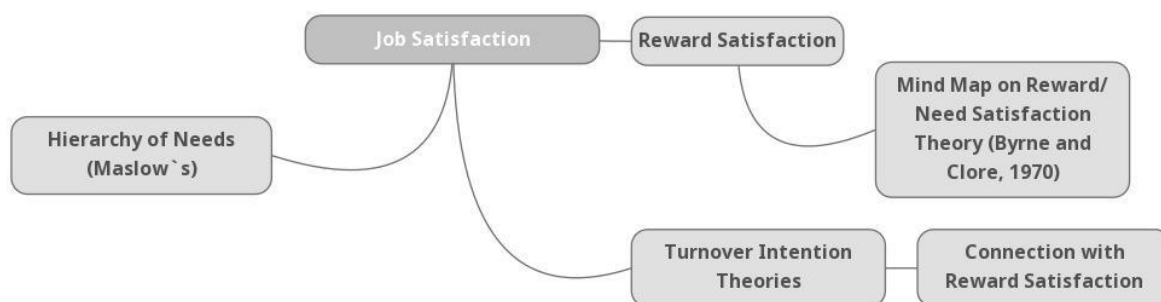 Job Satisfaction
Reward Satisfaction
Mind Map on Reward/
Need Satisfaction
Theory (Byrne and
Clore, 1970)
Hierarchy of Needs
(Maslow`s)
Turnover Intention
Theories
Connection with
Reward Satisfaction